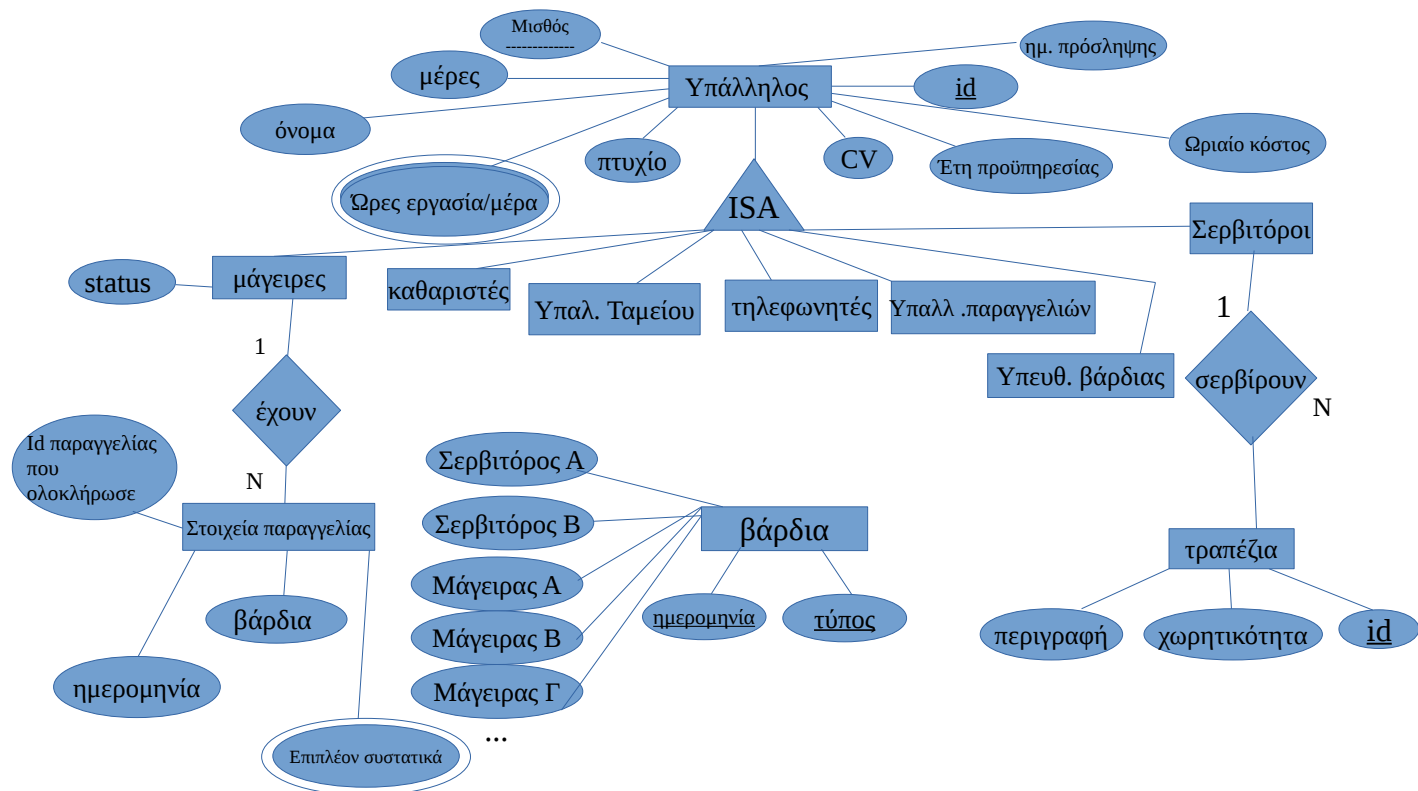 Μισθός
-------------
ημ. πρόσληψης
μέρες
Υπάλληλος
id
όνομα
πτυχίο
CV
Έτη προϋπηρεσίας
Ωριαίο κόστος
Ώρες εργασία/μέρα
ISA
Σερβιτόροι
status
μάγειρες
καθαριστές
Υπαλ. Ταμείου
τηλεφωνητές
Υπαλλ .παραγγελιών
Υπευθ. βάρδιας
1
1
έχουν
σερβίρουν
N
N
Id παραγγελίας
που
ολοκλήρωσε
Στοιχεία παραγγελίας
βάρδια
ημερομηνία
Επιπλέον συστατικά
Σερβιτόρος Α
Σερβιτόρος Β
Μάγειρας Α
Μάγειρας Β
Μάγειρας Γ
...
βάρδια
ημερομηνία
τύπος
τραπέζια
περιγραφή
χωρητικότητα
id